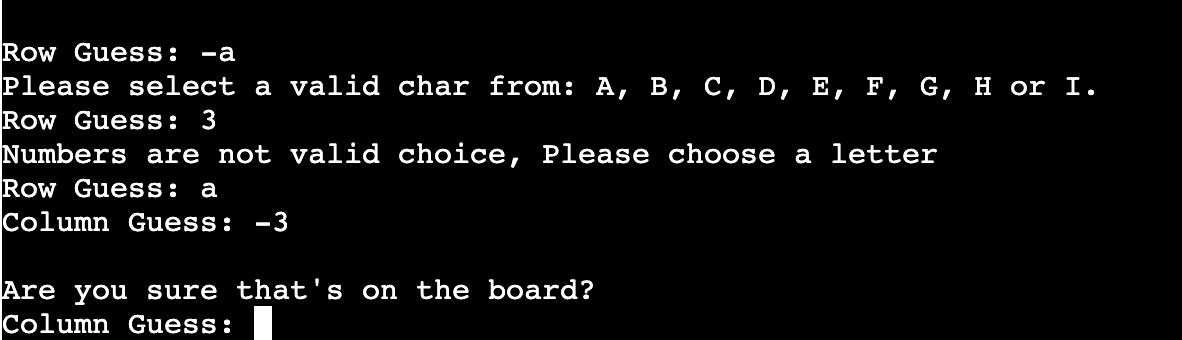 Row Guess: -a
Please select a valid char from: A, B, C, D, E, F, G, H or I.
Row Guess: 3
Numbers are not valid choice, Please choose a letter
Row Guess: a
Column Guess: -3
Are you sure that's on the board?
Column Guess: